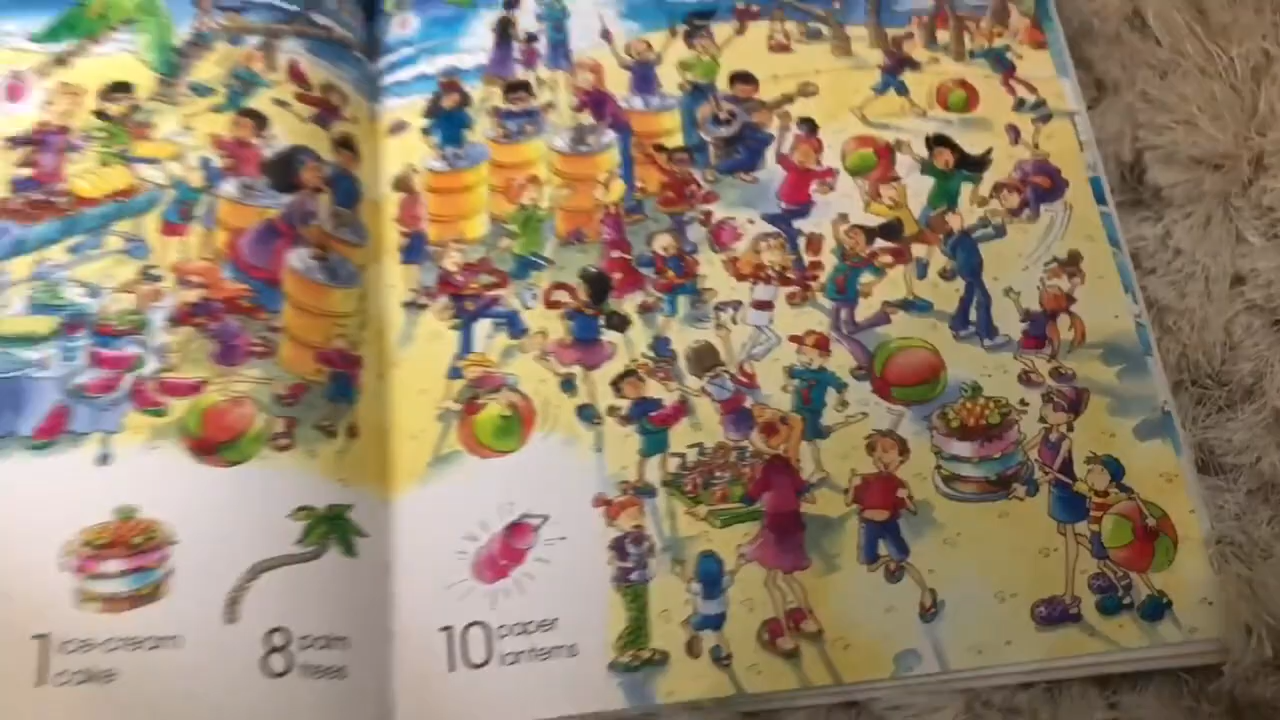 1 ice-cream
cake
8 palm
trees
10 paper
lanterns